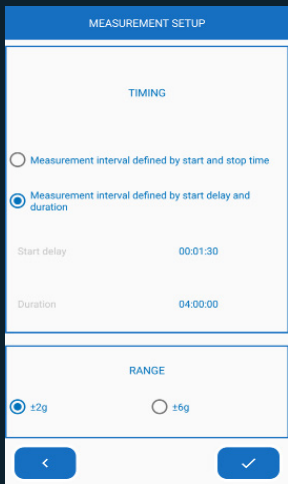 MEASUREMENT SETUP
TIMING
Measurement interval defined by start and stop time
Measurement interval defined by start delay and
duration
Start delay 00:01:30
Duration 04:00:00
RANGE
±2g ±6g